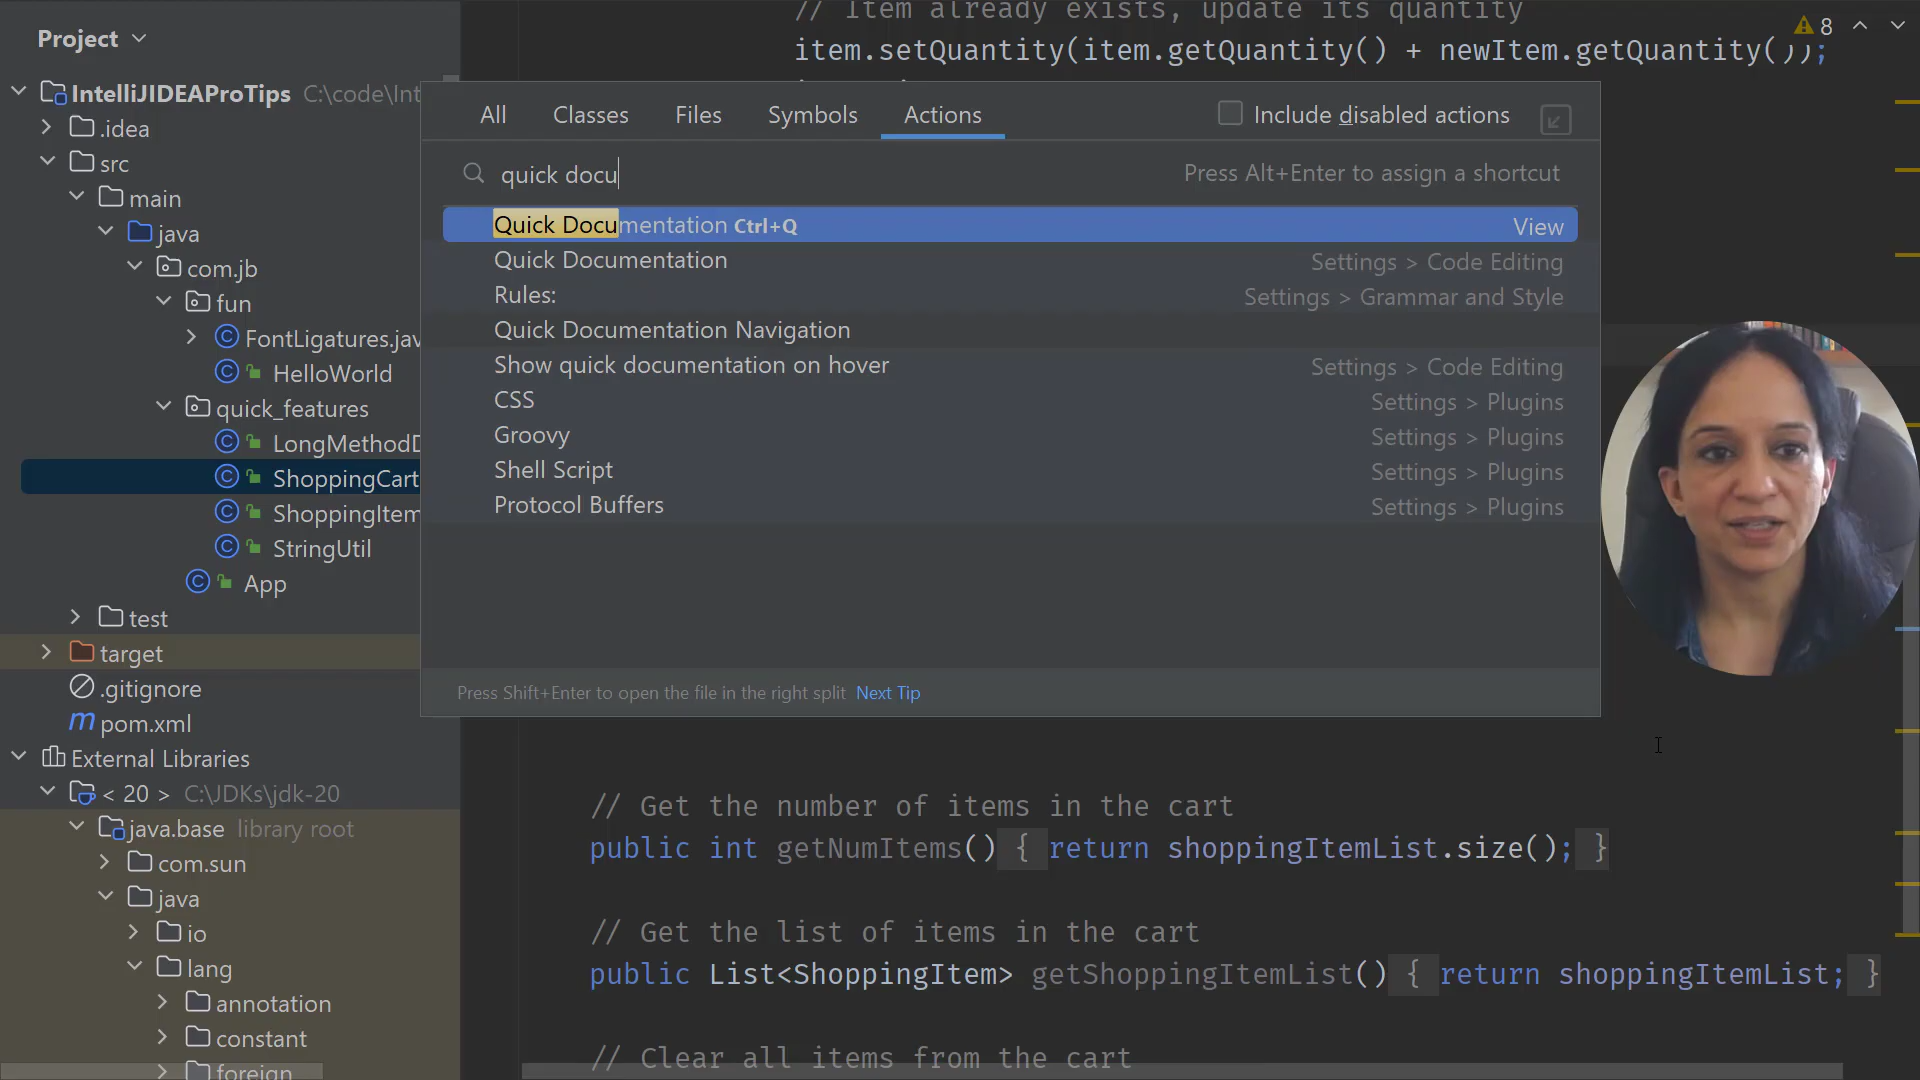 Project
IntelliJIDEAProTips C:\code\Int
.idea
src
main
java
com.jb
fun
FontLigatures.jav
HelloWorld
quick_features
LongMethodD
ShoppingCart
ShoppingItem
StringUtil
App
test
target
.gitignore
pom.xml
External Libraries
< 20 > C:\JDKs\jdk-20
java.base library root
com.sun
java
io
lang
annotation
constant
foreign
// Item already exists, update its quantity
item.setQuantity(item.getQuantity() + newItem.getQuantity());
8
All Classes Files Symbols Actions Include disabled actions
quick docu Press Alt+Enter to assign a shortcut
Quick Documentation Ctrl+Q View
Quick Documentation Settings > Code Editing
Rules: Settings > Grammar and Style
Quick Documentation Navigation
Show quick documentation on hover Settings > Code Editing
CSS Settings > Plugins
Groovy Settings > Plugins
Shell Script Settings > Plugins
Protocol Buffers Settings > Plugins
Press Shift+Enter to open the file in the right split Next Tip
// Get the number of items in the cart
public int getNumItems() { return shoppingItemList.size(); }
// Get the list of items in the cart
public List<ShoppingItem> getShoppingItemList() { return shoppingItemList; }
// Clear all items from the cart